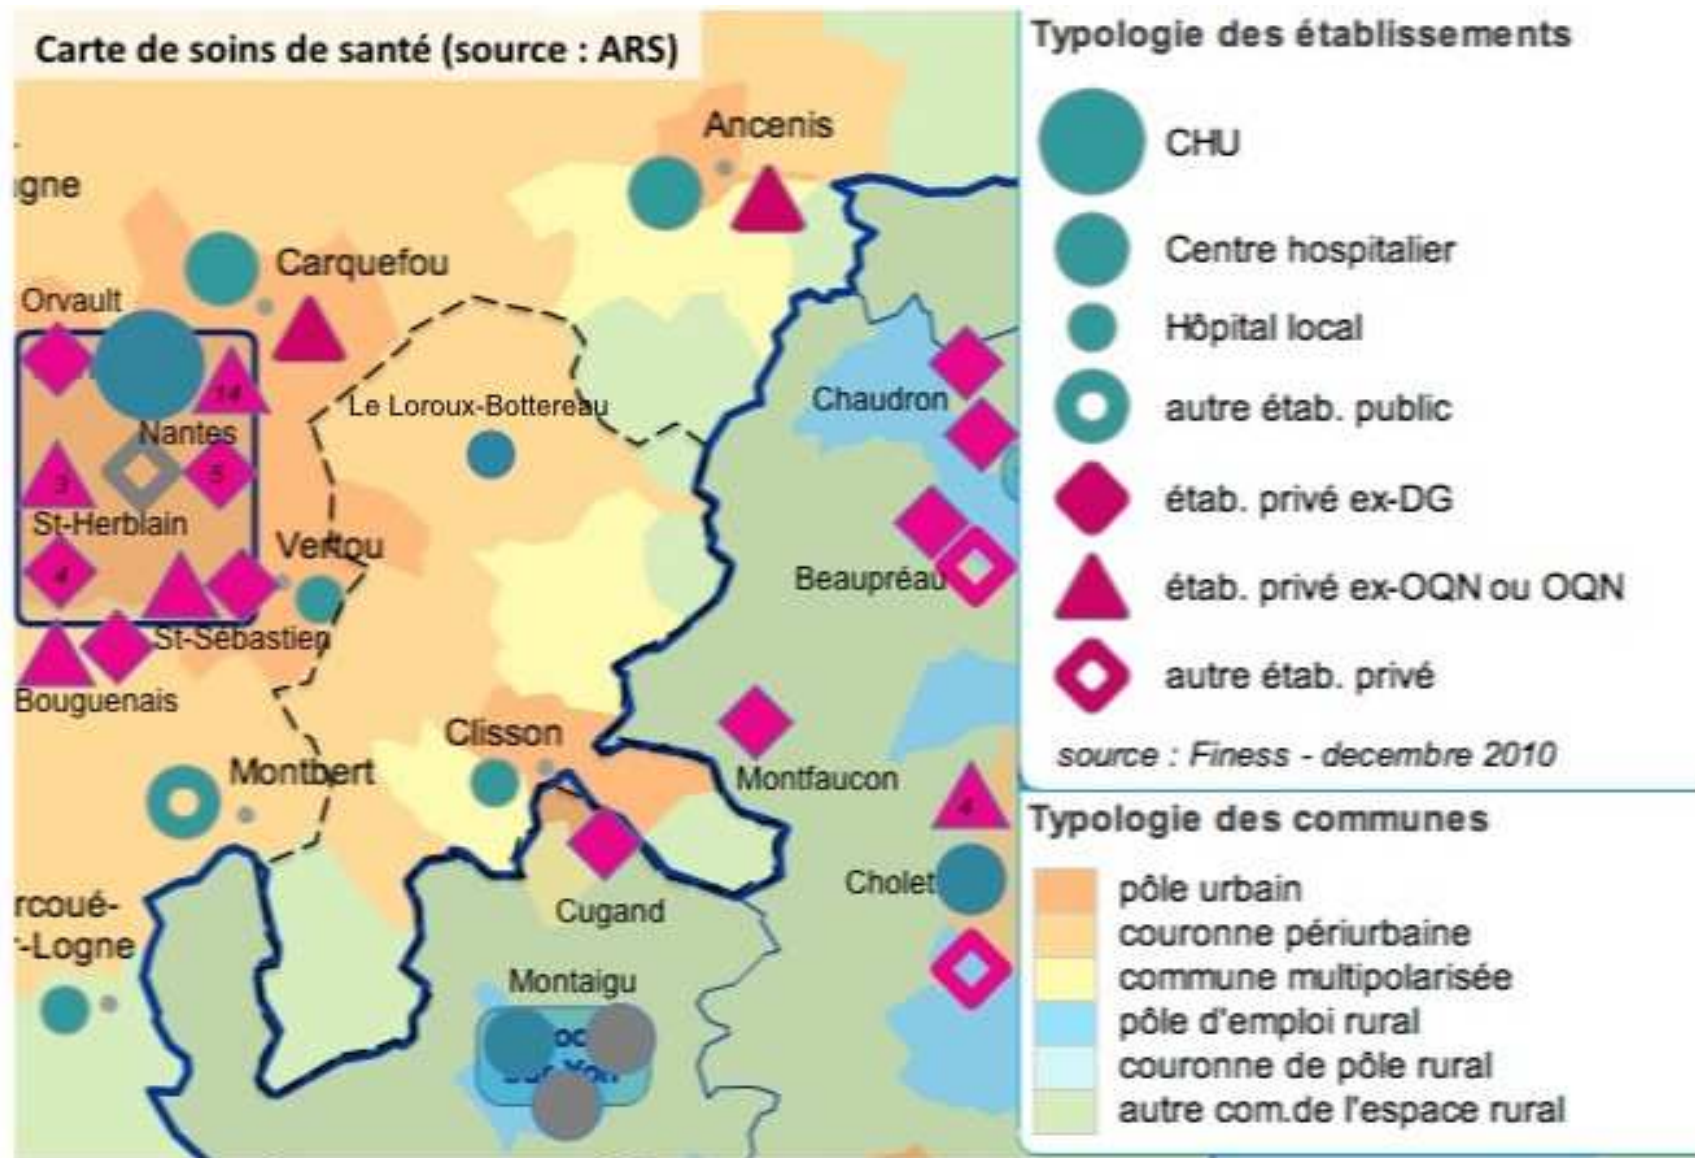 Carte de soins de santé (source : ARS)
Ancenis
igne
Carquefou
Orvault
14
Le Loroux-Bottereau
Chaudron
Nantes
5
3
St-Herblain
Vertou
4
Beaupréau
St-Sébastien
Bouguenais
Clisson
Montbert
Montfaucon
4
Cholet
rcoué-
r-Logne
Cugand
Montaigu
Typologie des établissements
CHU
Centre hospitalier
Hôpital local
autre étab. public
étab. privé ex-DG
étab. privé ex-OQN ou OQN
autre étab. privé
source : Finess - decembre 2010
Typologie des communes
pôle urbain
couronne périurbaine
commune multipolarisée
pôle d'emploi rural
couronne de pôle rural
autre com.de l'espace rural